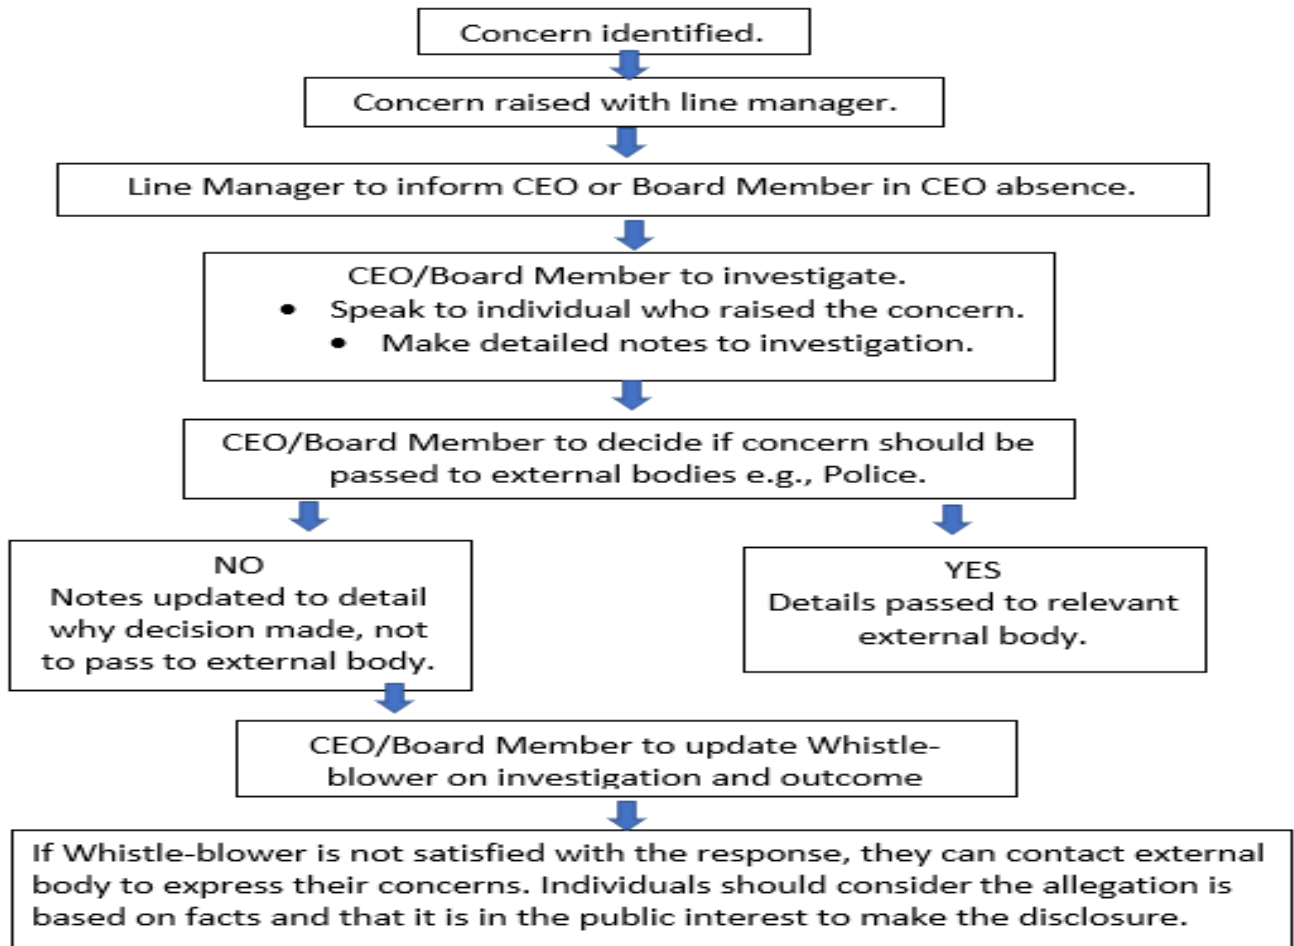 Concern identified.
Concern raised with line manager.
Line Manager to inform CEO or Board Member in CEO absence.
CEO/Board Member to investigate.
• Speak to individual who raised the concern.
• Make detailed notes to investigation.
CEO/Board Member to decide if concern should be
passed to external bodies e.g., Police.
NO
Notes updated to detail
why decision made, not
to pass to external body.
YES
Details passed to relevant
external body.
CEO/Board Member to update Whistle-
blower on investigation and outcome
If Whistle-blower is not satisfied with the response, they can contact external
body to express their concerns. Individuals should consider the allegation is
based on facts and that it is in the public interest to make the disclosure.